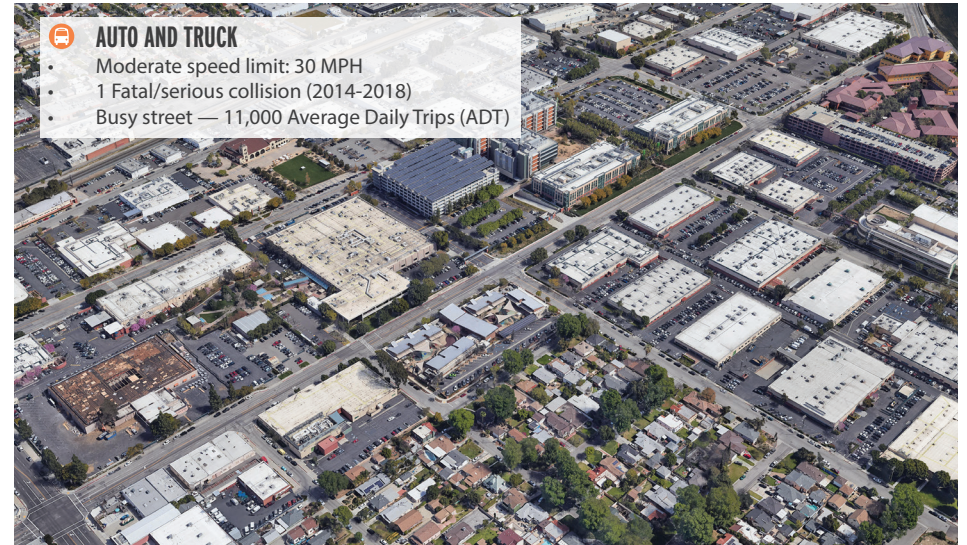 AUTO AND TRUCK
• Moderate speed limit: 30 MPH
• 1 Fatal/serious collision (2014-2018)
• Busy street — 11,000 Average Daily Trips (ADT)